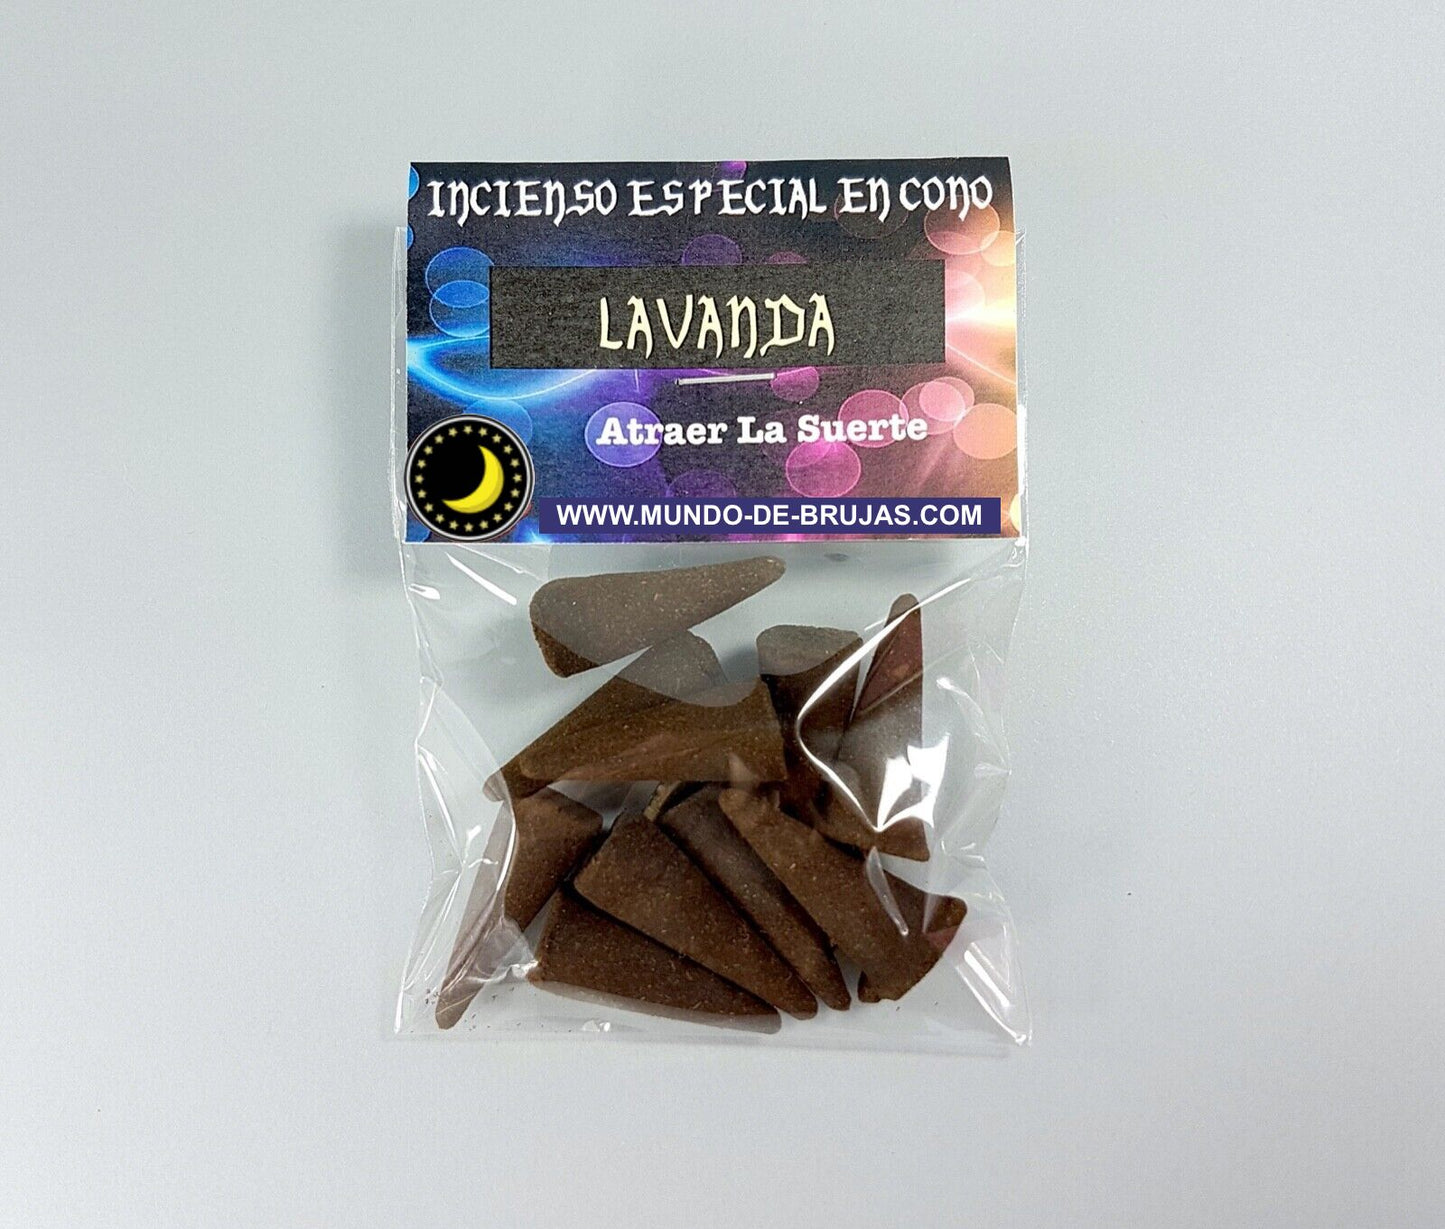 INCIENSO ESPECIAL EN CONO
LAVANDA
Atraer La Suerte
WWW.MUNDO-DE-BRUJAS.COM